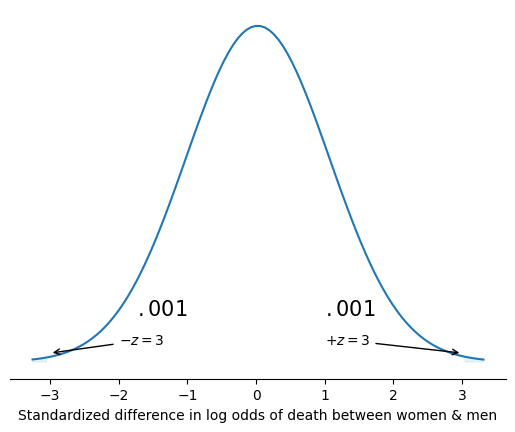 .001 .001
−z = 3 +z = 3
−3 −2 −1 0 1 2 3
Standardized difference in log odds of death between women & men